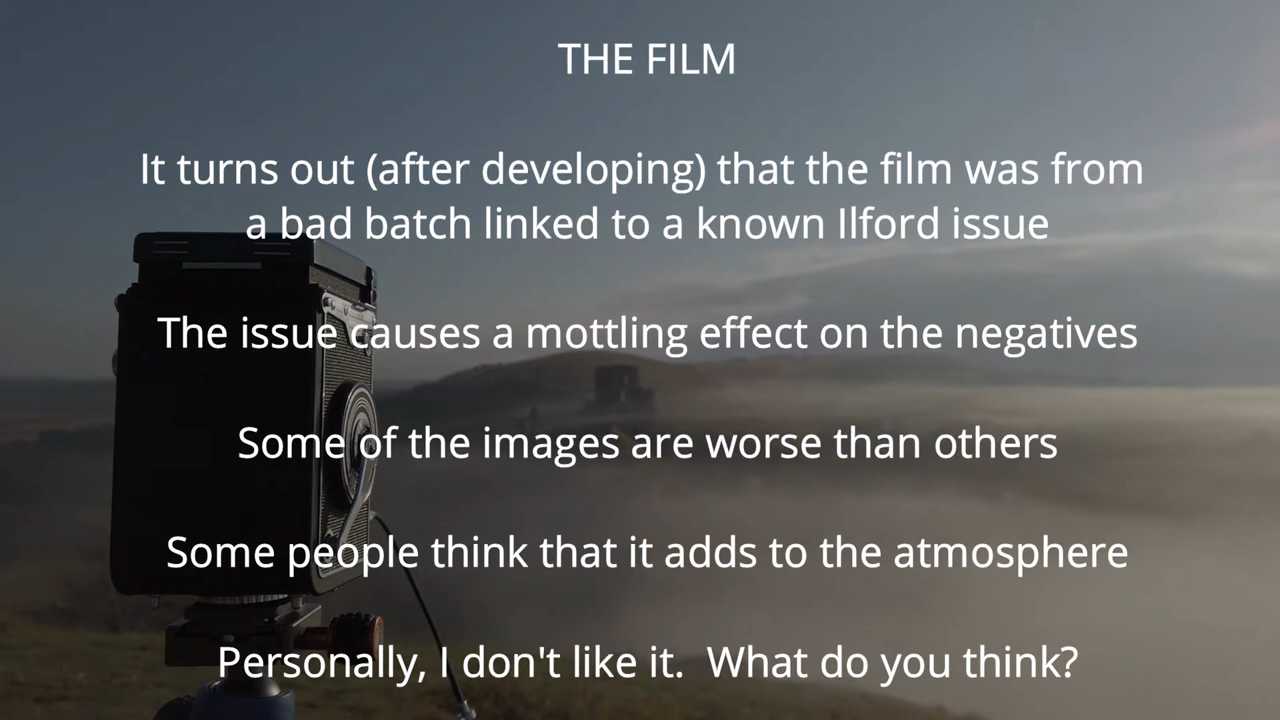 THE FILM
It turns out (after developing) that the film was from
a bad batch linked to a known Ilford issue
The issue causes a mottling effect on the negatives
Some of the images are worse than others
Some people think that it adds to the atmosphere
Personally, I don't like it.  What do you think?